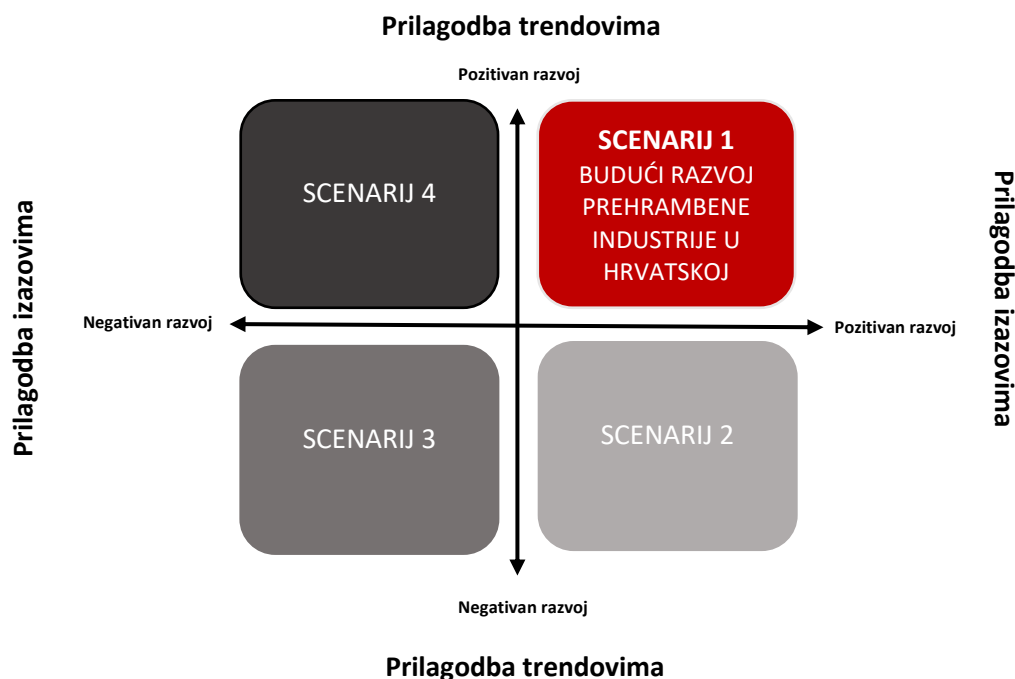 Prilagodba trendovima
Pozitivan razvoj
SCENARIJ 4
SCENARIJ 1
BUDUĆI RAZVOJ
PREHRAMBENE
INDUSTRIJE U
HRVATSKOJ
Prilagodba izazovima
Negativan razvoj
Pozitivan razvoj
Prilagodba izazovima
SCENARIJ 3
SCENARIJ 2
Negativan razvoj
Prilagodba trendovima